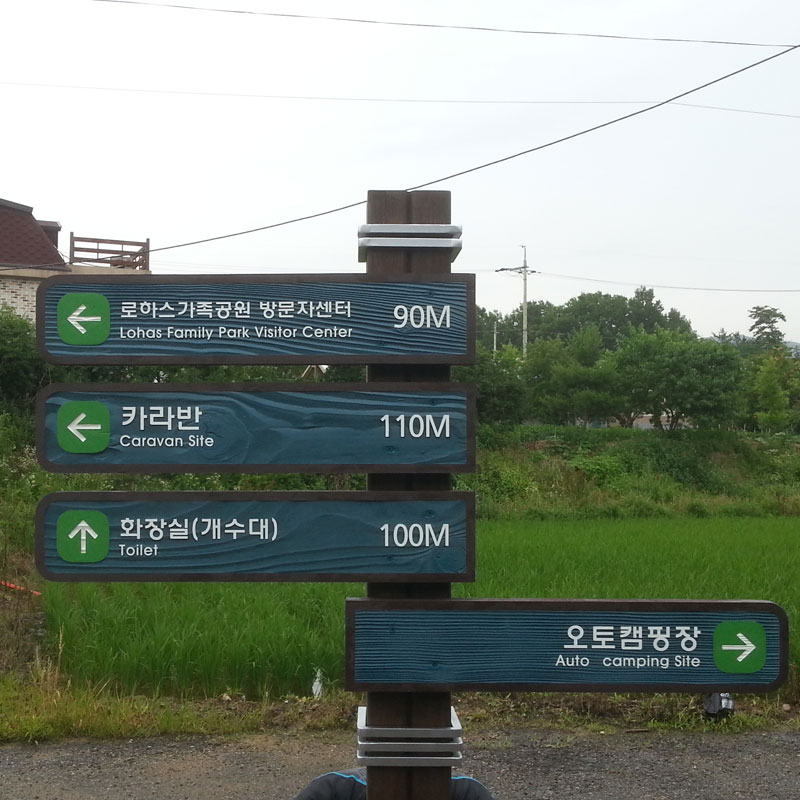 로하스가족공원 방문자센터
Lohas Family Park Visitor Center
90M
카라반
Caravan Site
110M
화장실(개수대)
Toilet
100M
오토캠핑장
Auto camping Site